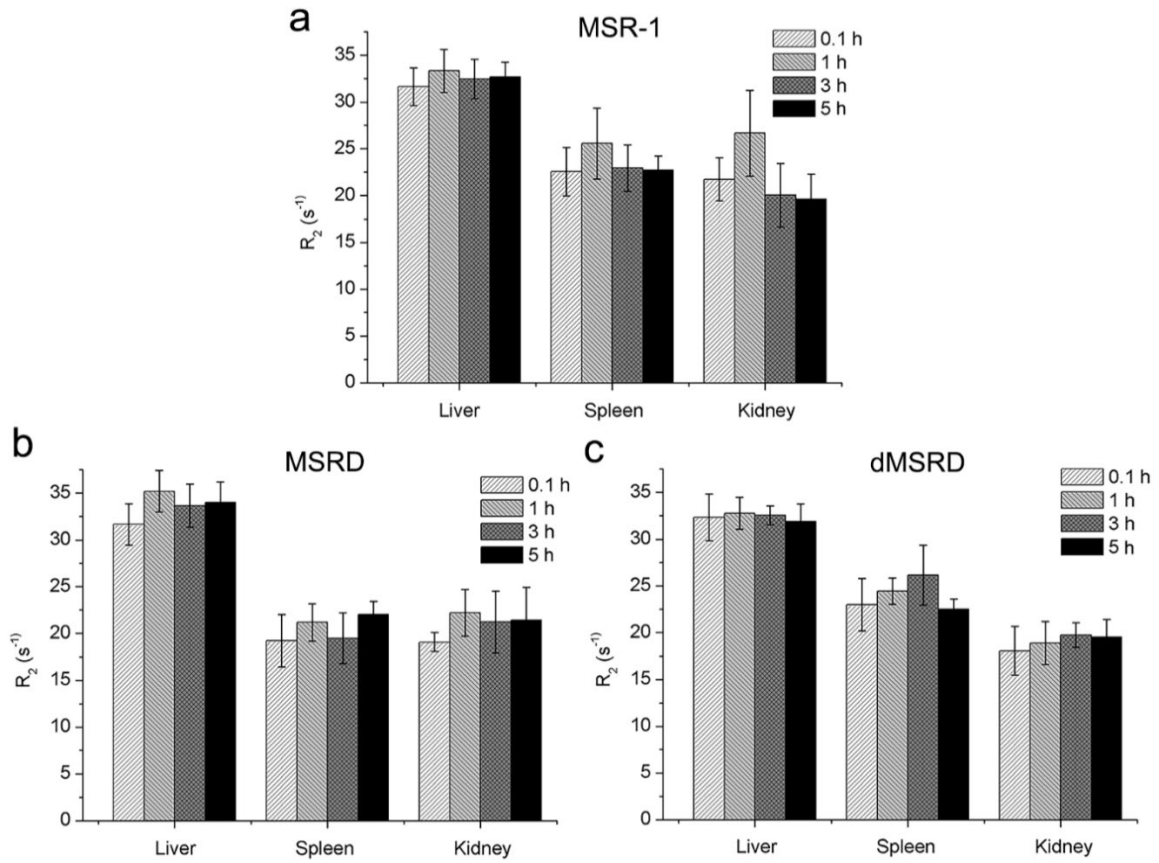 a
MSR-1
0.1 h
1 h
3 h
5 h
35
30
25
20
15
10
5
0
R₂ (s⁻¹)
Liver Spleen Kidney
b
MSRD
0.1 h
1 h
3 h
5 h
35
30
25
20
15
10
5
0
R₂ (s⁻¹)
Liver Spleen Kidney
c
dMSRD
0.1 h
1 h
3 h
5 h
35
30
25
20
15
10
5
0
R₂ (s⁻¹)
Liver Spleen Kidney